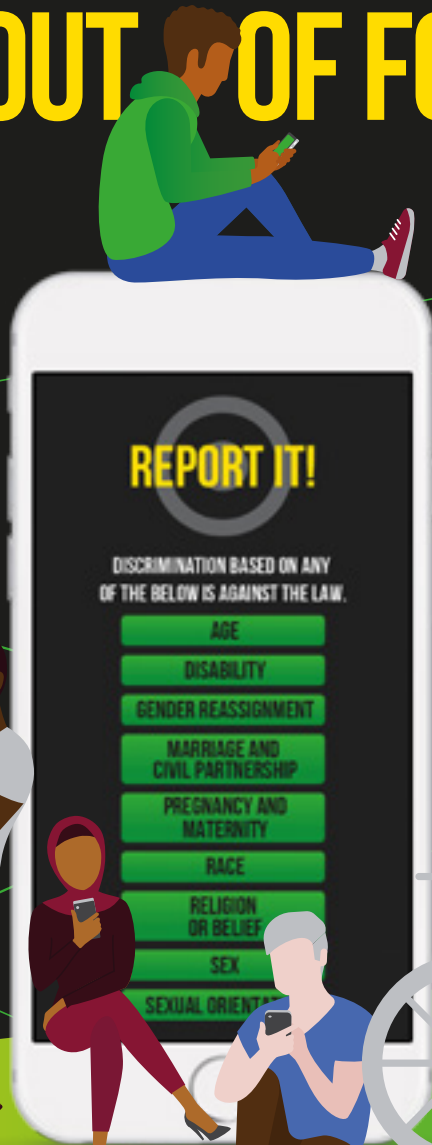 OUT OF FO
REPORT IT!
DISCRIMINATION BASED ON ANY
OF THE BELOW IS AGAINST THE LAW.
AGE
DISABILITY
GENDER REASSIGNMENT
MARRIAGE AND
CIVIL PARTNERSHIP
PREGNANCY AND
MATERNITY
RACE
RELIGION
OR BELIEF
SEX
SEXUAL ORIENTAT